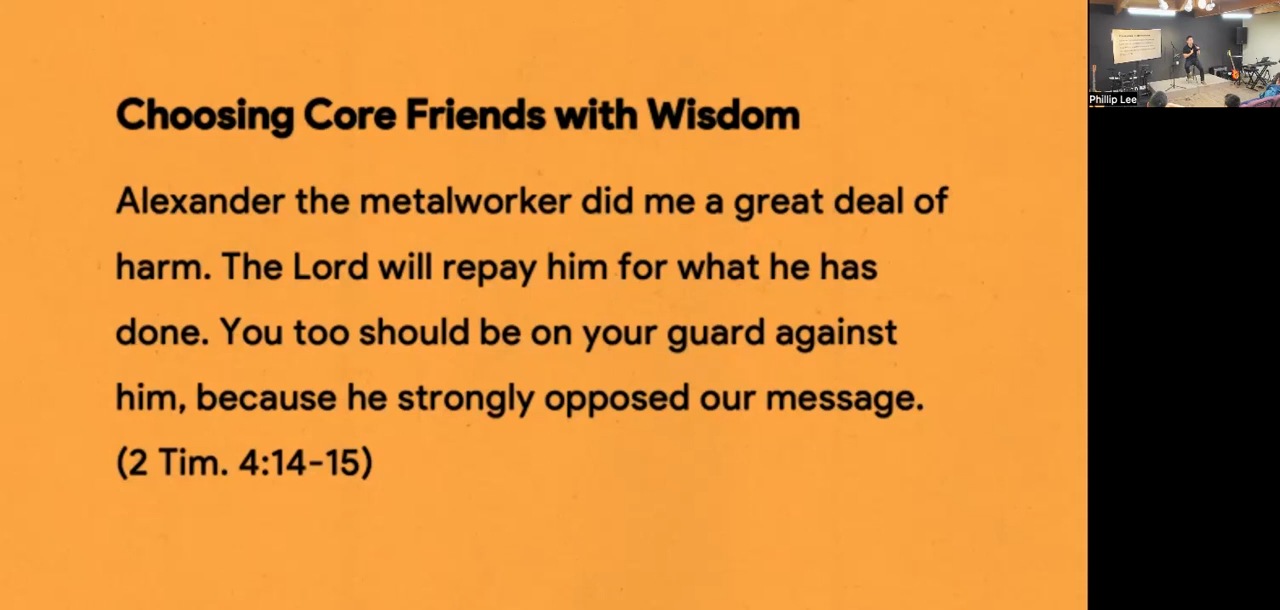 Choosing Core Friends with Wisdom
Alexander the metalworker did me a great deal of
harm. The Lord will repay him for what he has
done. You too should be on your guard against
him, because he strongly opposed our message.
(2 Tim. 4:14-15)
Phillip Lee